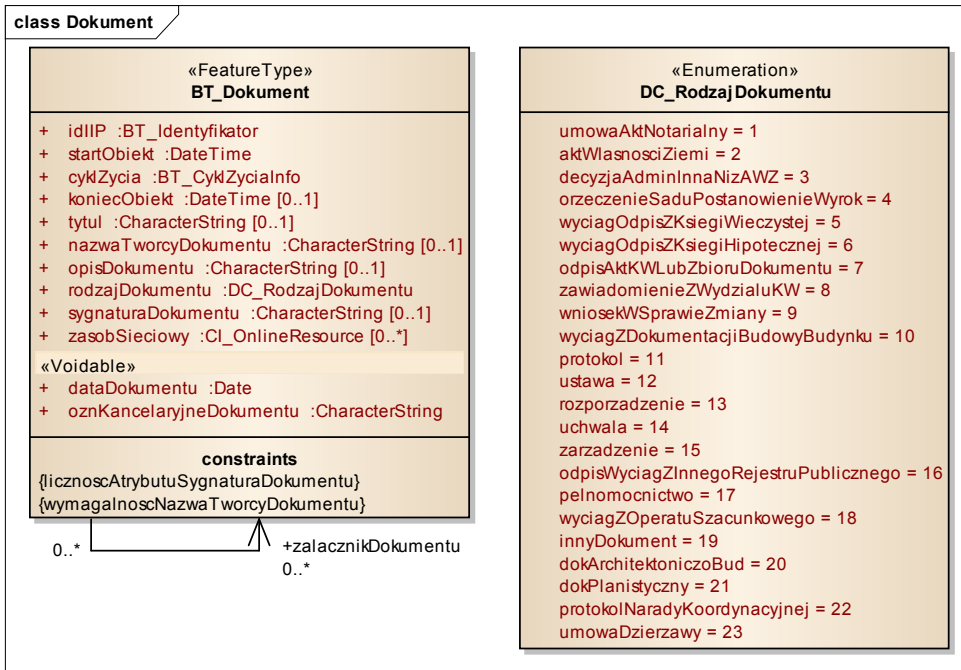 class Dokument
«FeatureType»
BT_Dokument
+ idIIP :BT_Identyfikator
+ startObiekt :DateTime
+ cyklZycia :BT_CyklZyciaInfo
+ koniecObiekt :DateTime [0..1]
+ tytul :CharacterString [0..1]
+ nazwaTworcyDokumentu :CharacterString [0..1]
+ opisDokumentu :CharacterString [0..1]
+ rodzajDokumentu :DC_RodzajDokumentu
+ sygnaturaDokumentu :CharacterString [0..1]
+ zasobSieciowy :CI_OnlineResource [0..*]
«Voidable»
+ dataDokumentu :Date
+ oznKancelaryjneDokumentu :CharacterString
constraints
{licznoscAtrybutuSygnaturaDokumentu}
{wymagalnoscNazwaTworcyDokumentu}
0..*
+zalacznikDokumentu
0..*
«Enumeration»
DC_RodzajDokumentu
umowaAktNotarialny = 1
aktWlasnosciZiemi = 2
decyzjaAdminInnaNizAWZ = 3
orzeczenieSaduPostanowienieWyrok = 4
wyciagOdpisZKsiegiWieczystej = 5
wyciagOdpisZKsiegiHipotecznej = 6
odpisAktKWLubZbioruDokumentu = 7
zawiadomienieZWydzialuKW = 8
wniosekWSprawieZmiany = 9
wyciagZDokumentacjiBudowyBudynku = 10
protokol = 11
ustawa = 12
rozporzadzenie = 13
uchwala = 14
zarzadzenie = 15
odpisWyciagZInnegoRejestruPublicznego = 16
pelnomocnictwo = 17
wyciagZOperatuSzacunkowego = 18
innyDokument = 19
dokArchitektoniczoBud = 20
dokPlanistyczny = 21
protokolNaradyKoordynacyjnej = 22
umowaDzierzawy = 23